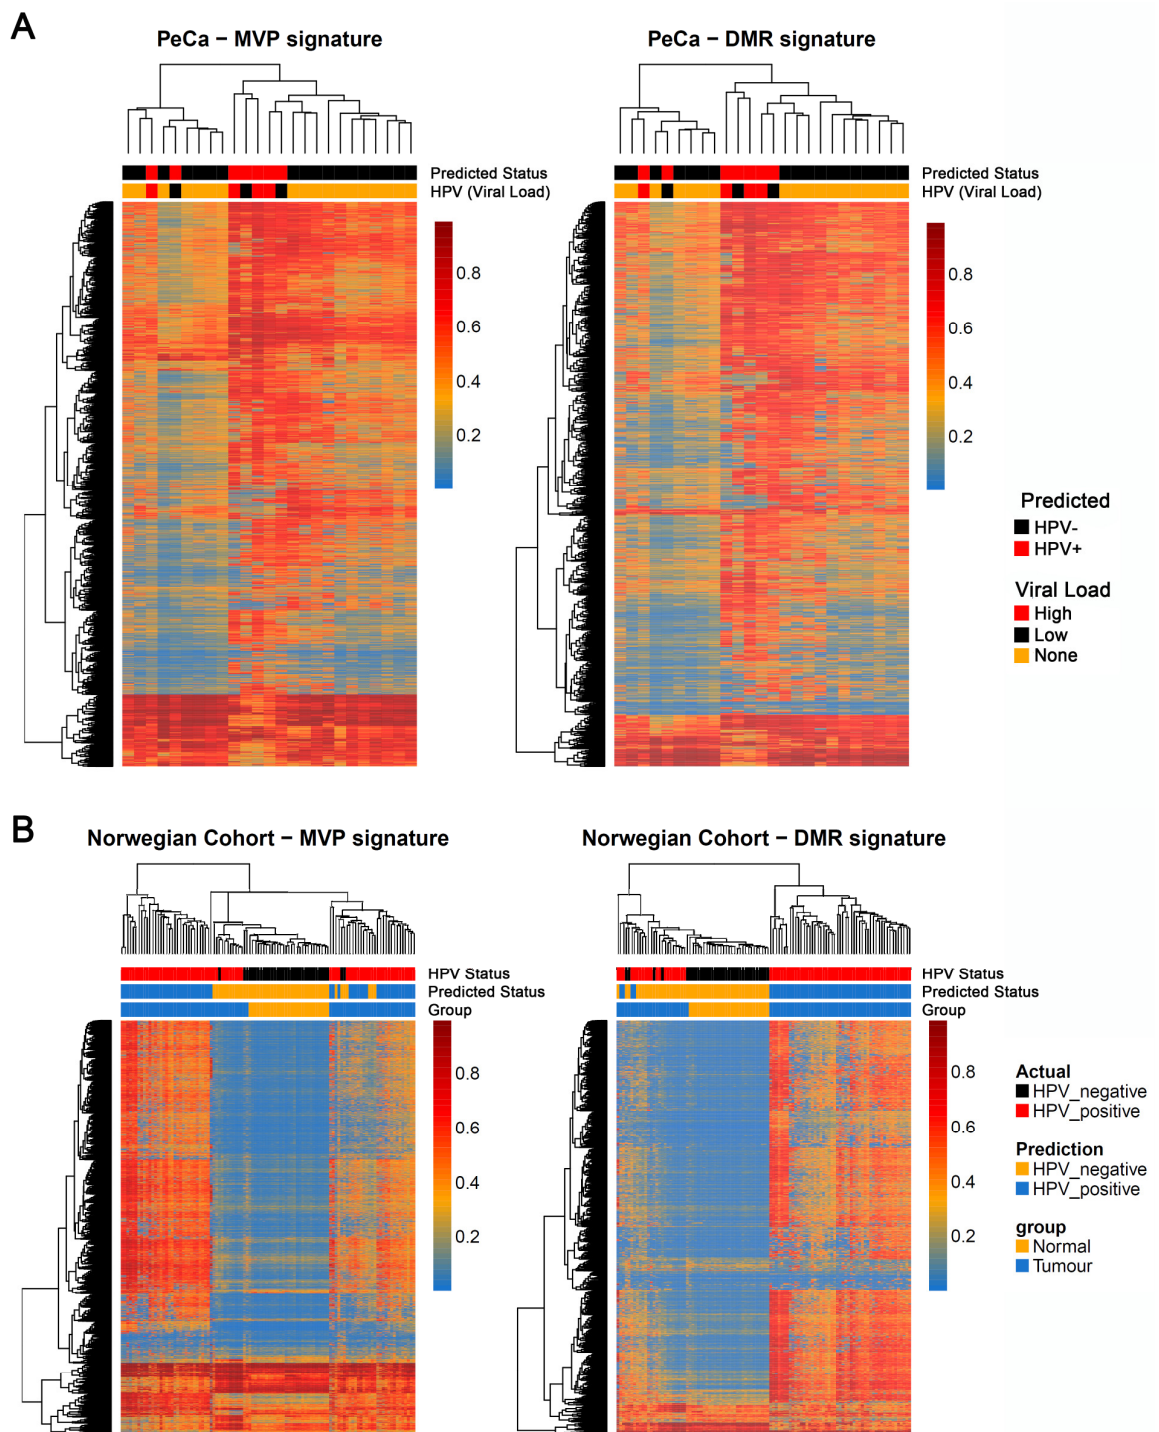 A
PeCa − MVP signature
PeCa − DMR signature
Predicted Status
HPV (Viral Load)
Predicted Status
HPV (Viral Load)
0.8
0.6
0.4
0.2
0.8
0.6
0.4
0.2
Predicted
HPV-
HPV+
Viral Load
High
Low
None
B
Norwegian Cohort − MVP signature
Norwegian Cohort − DMR signature
HPV Status
Predicted Status
Group
HPV Status
Predicted Status
Group
0.8
0.6
0.4
0.2
0.8
0.6
0.4
0.2
Actual
HPV_negative
HPV_positive
Prediction
HPV_negative
HPV_positive
group
Normal
Tumour